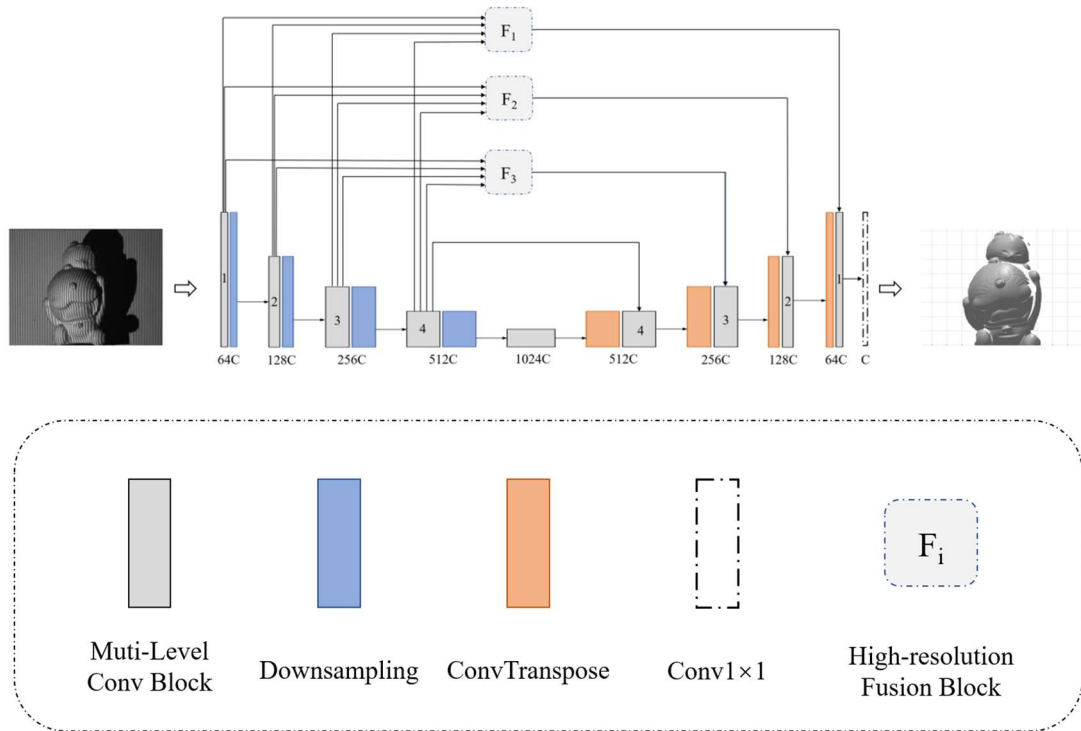 F1
F2
F3
1
2
3
4
4
3
2
1
64C
128C
256C
512C
1024C
512C
256C
128C
64C
C
Fi
Muti-Level
Conv Block
Downsampling
ConvTranspose
Conv1×1
High-resolution
Fusion Block